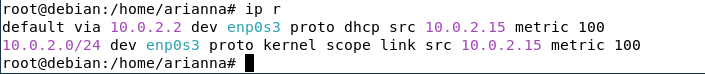 root@debian:/home/arianna# ip r
default via 10.0.2.2 dev enp0s3 proto dhcp src 10.0.2.15 metric 100
10.0.2.0/24 dev enp0s3 proto kernel scope link src 10.0.2.15 metric 100
root@debian:/home/arianna#